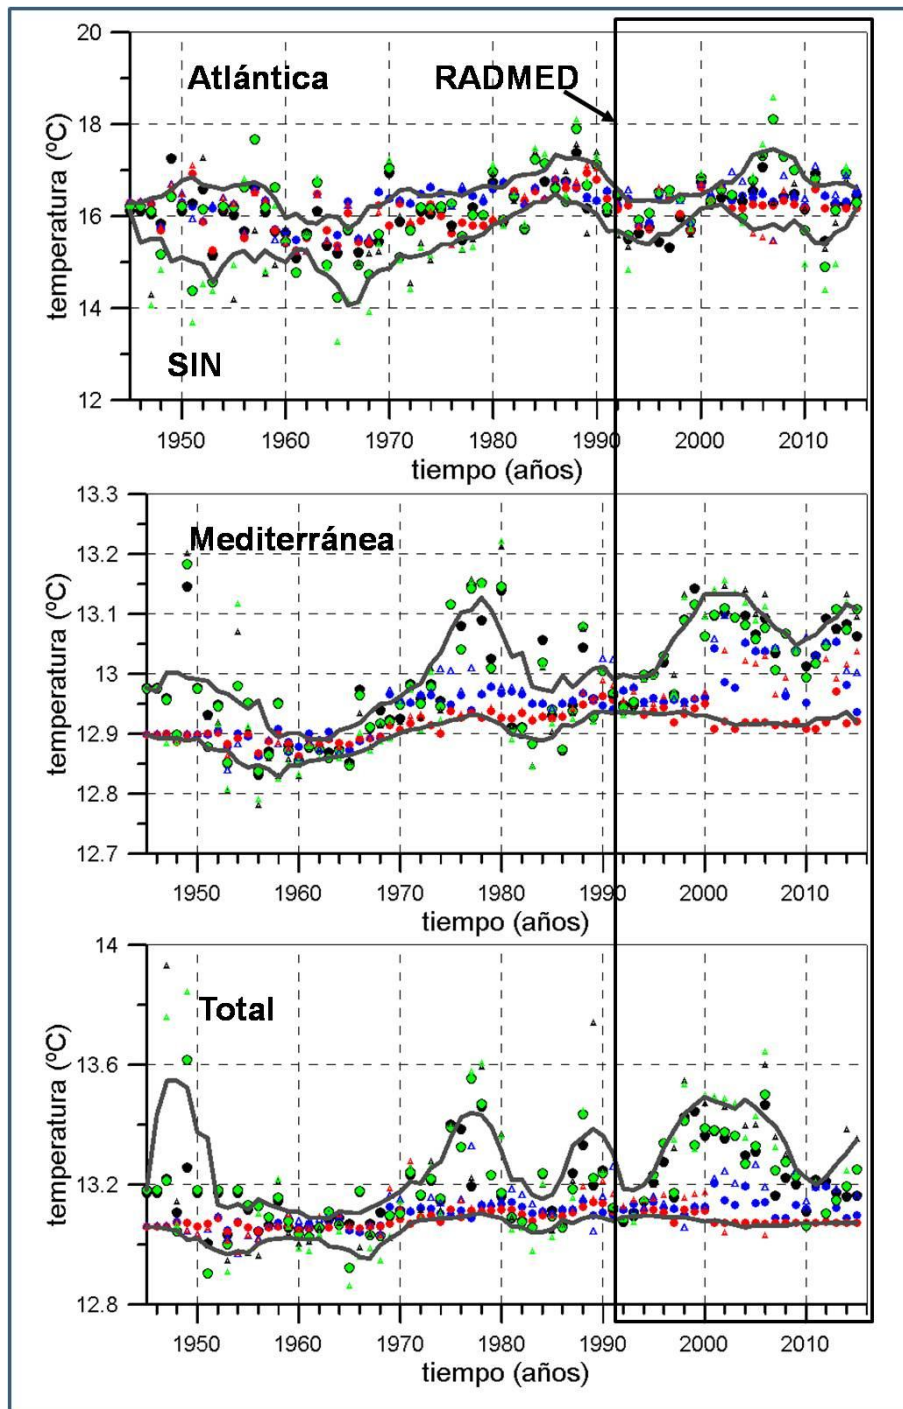 20
18
16
14
12
temperatura (ºC)
Atlántica
RADMED
SIN
1950 1960 1970 1980 1990 2000 2010
tiempo (años)
13.3
13.2
13.1
13
12.9
12.8
12.7
temperatura (ºC)
Mediterránea
1950 1960 1970 1980 1990 2000 2010
tiempo (años)
14
13.6
13.2
12.8
temperatura (ºC)
Total
1950 1960 1970 1980 1990 2000 2010
tiempo (años)